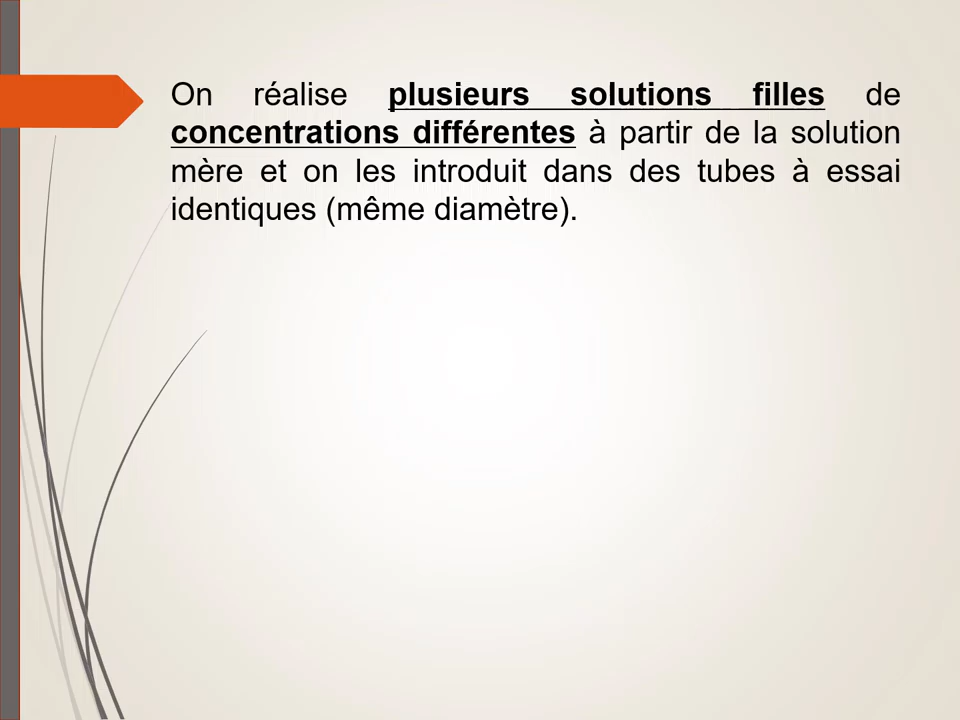 On réalise plusieurs solutions filles de
concentrations différentes à partir de la solution
mère et on les introduit dans des tubes à essai
identiques (même diamètre).